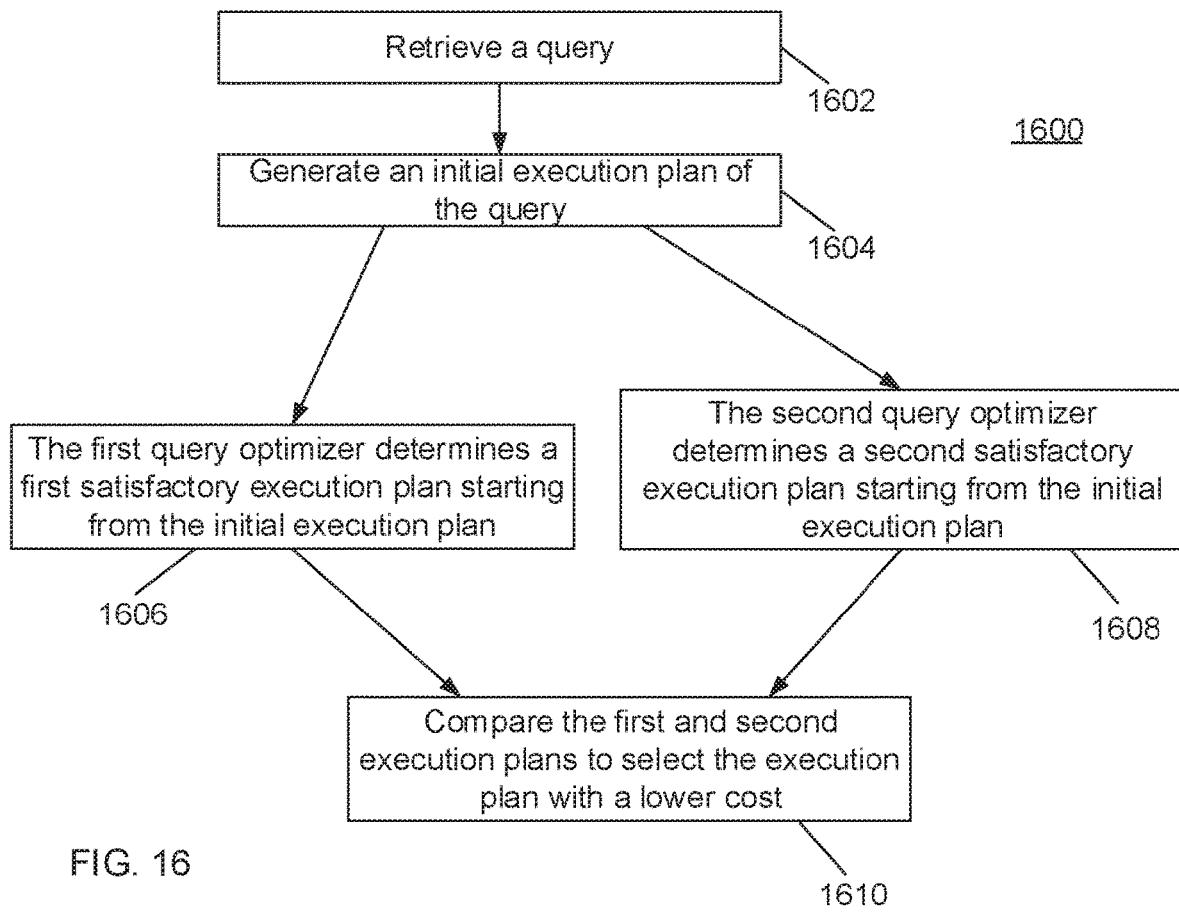 Retrieve a query
1602
1600
Generate an initial execution plan of
the query
1604
The first query optimizer determines a
first satisfactory execution plan starting
from the initial execution plan
1606
The second query optimizer
determines a second satisfactory
execution plan starting from the initial
execution plan
1608
Compare the first and second
execution plans to select the execution
plan with a lower cost
1610
FIG. 16